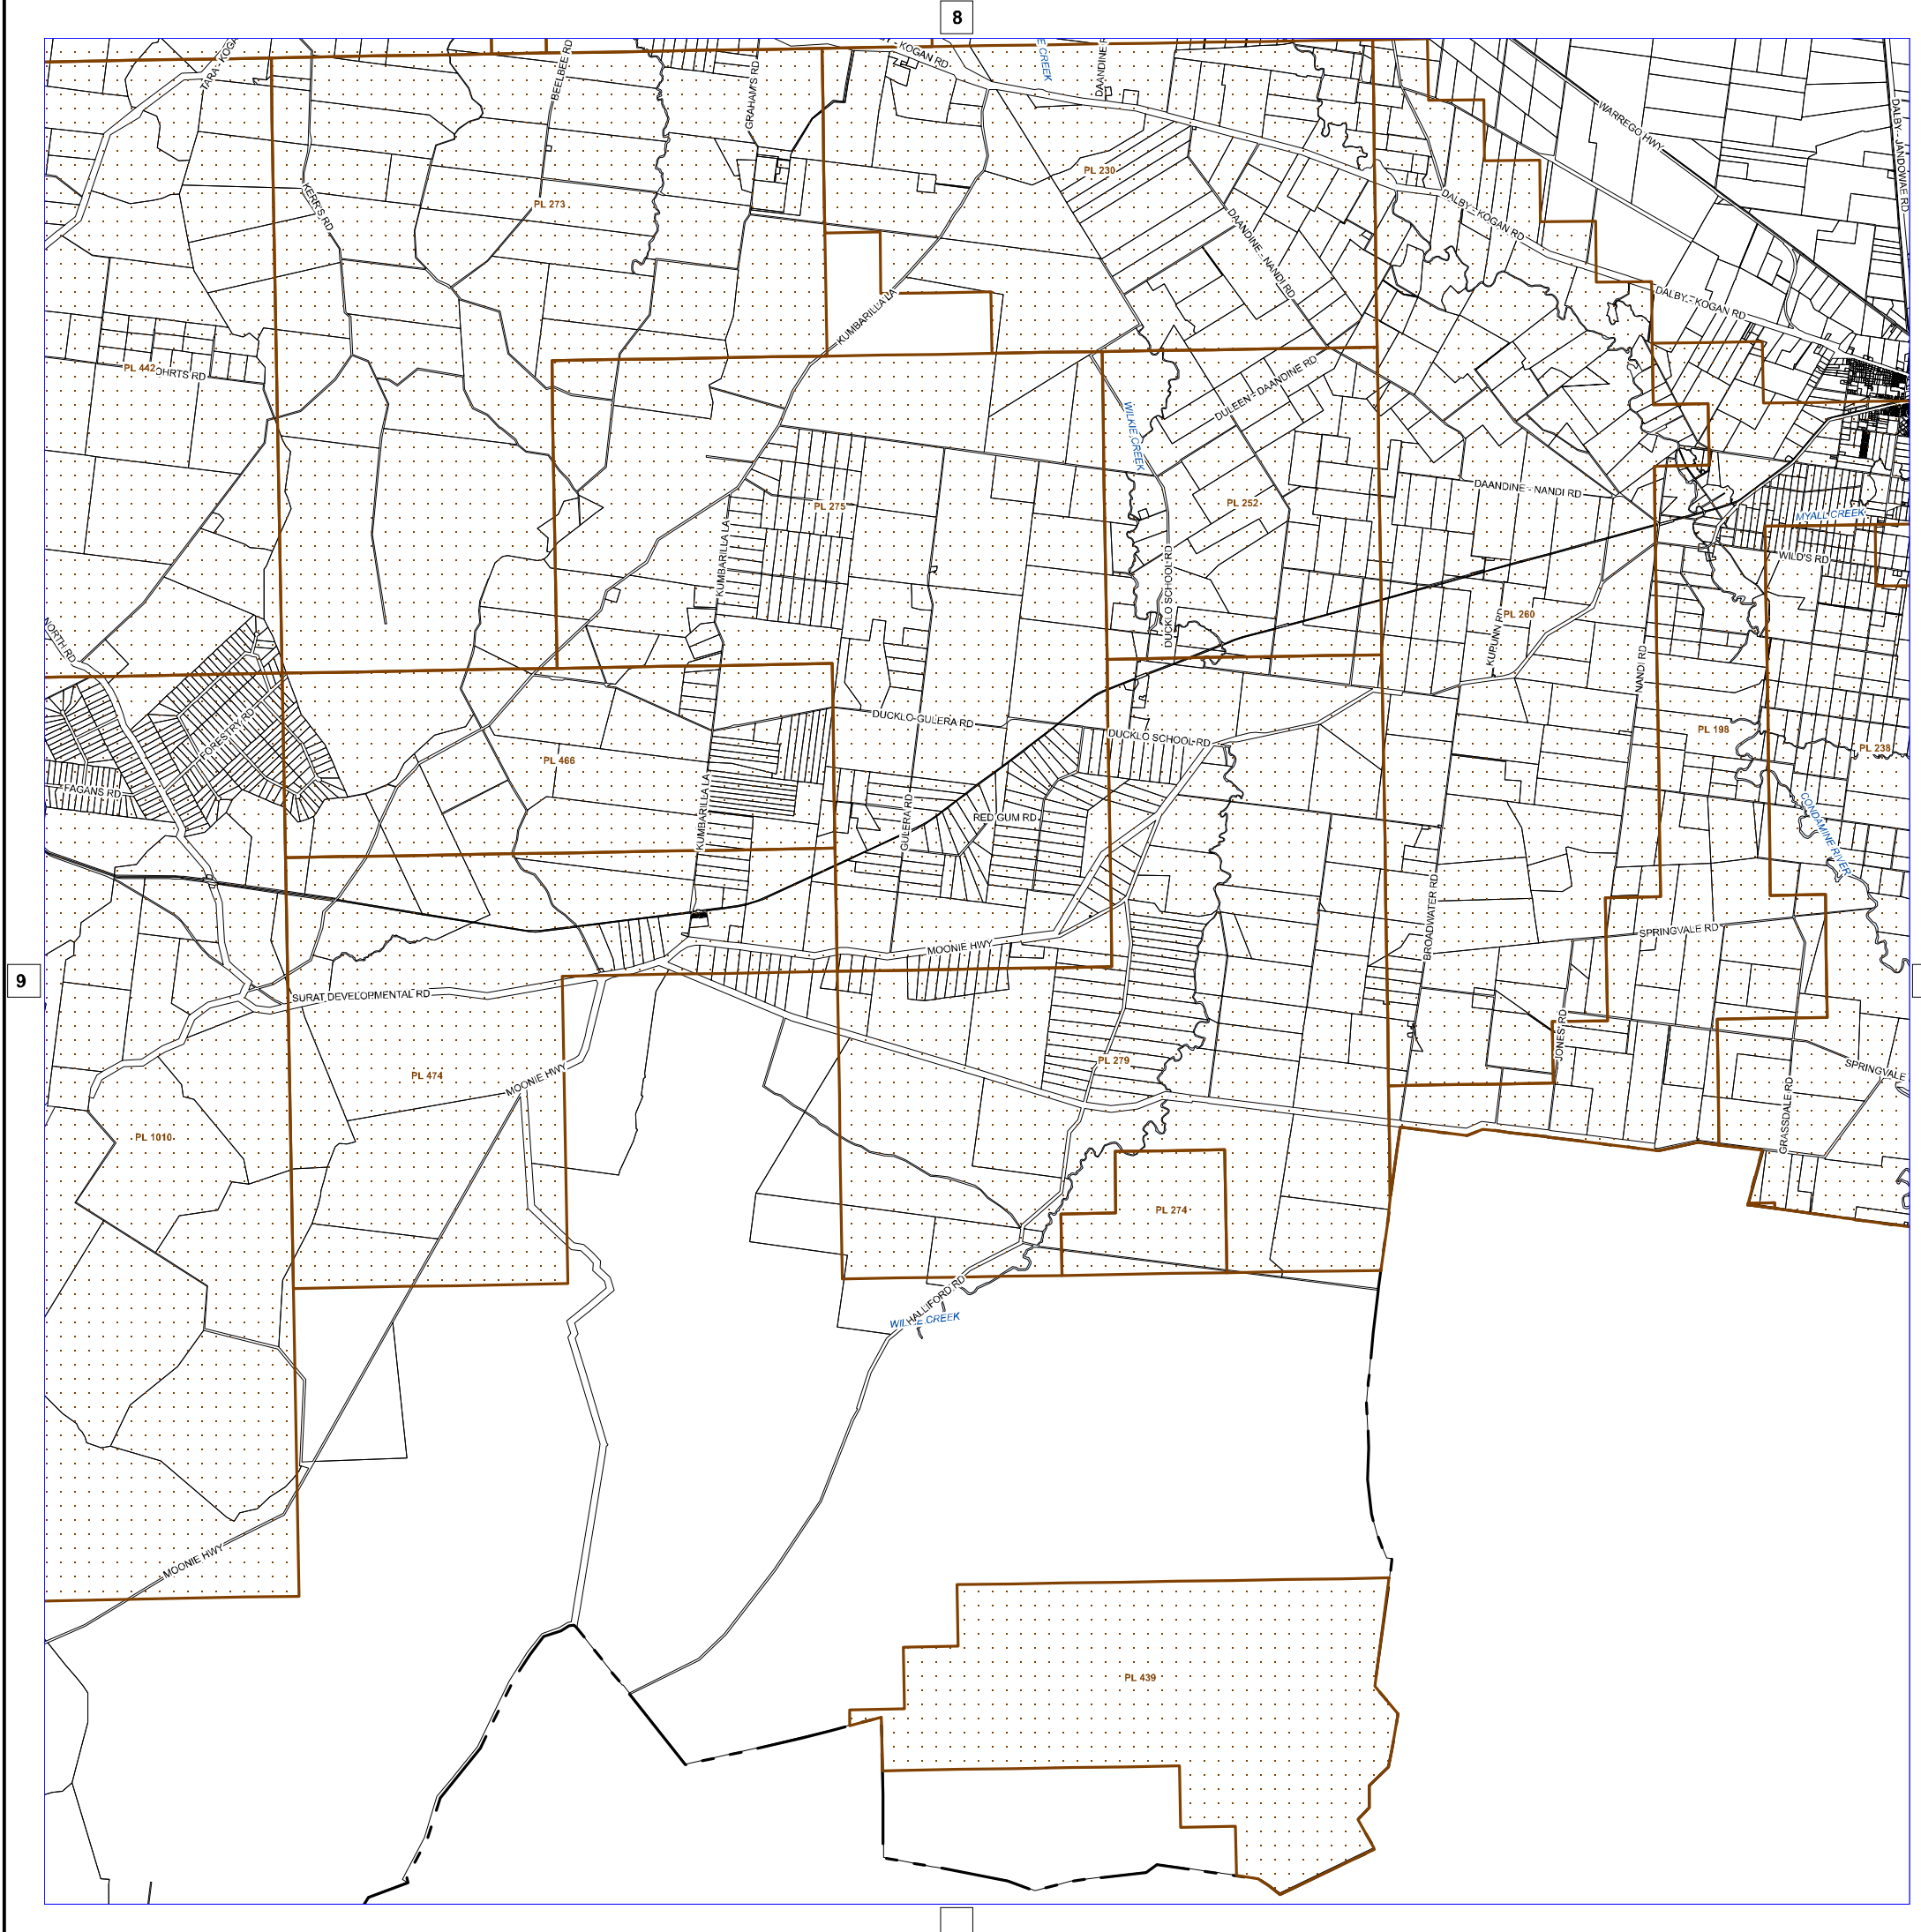 8
KOGAN RD
E CREEK
DAANDINE R
TARA - KOGA
BEELBEE RD
GRAHAMS RD
WARREGO HWY
DALBY - JANDOWAE RD
PL 230
PL 273
KERR'S RD
DALBY - KOGAN RD
DAANDINE - NANDI RD
KUMBARILLA LA
DALBY - KOGAN RD
PL 442
OHRTS RD
DULEEN - DAANDINE RD
WILKIE CREEK
DAANDINE - NANDI RD
PL 275
PL 252
MYALL CREEK
KUMBARILLA LA
DUCKLO SCHOOL RD
WILD'S RD
PL 260
KUPUNN RD
NORTH RD
NANDI RD
FORESTRY RD
DUCKLO-GULERA RD
DUCKLO SCHOOL RD
PL 198
PL 238
PL 466
FAGANS RD
KUMBARILLA LA
GULERA RD
RED GUM RD
CONDAMINE RIVER
BROADWATER RD
SPRINGVALE RD
MOONIE HWY
9
SURAT DEVELOPMENTAL RD
JONES RD
PL 279
PL 474
MOONIE HWY
SPRINGVALE
GRASSDALE RD
PL 1010
PL 274
HALLIFORD RD
CREEK
MOONIE HWY
PL 439